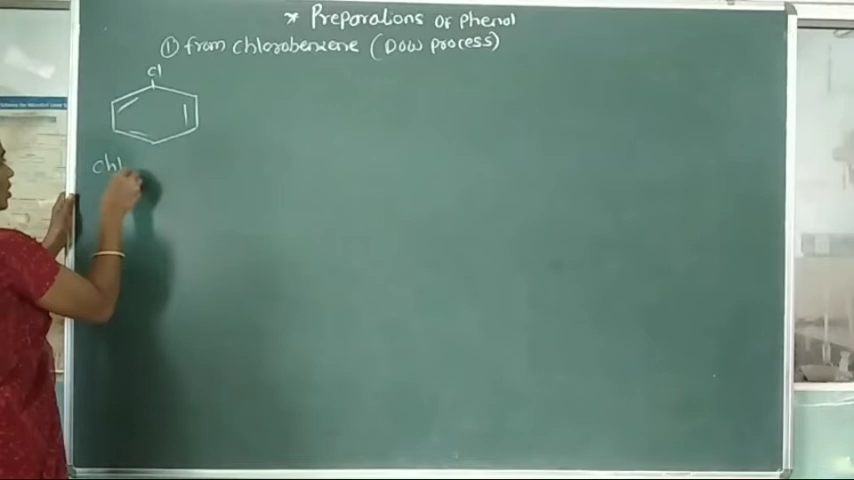 * Preparations of Phenol
① from chlorobenzene (Dow process)
Cl
Chl